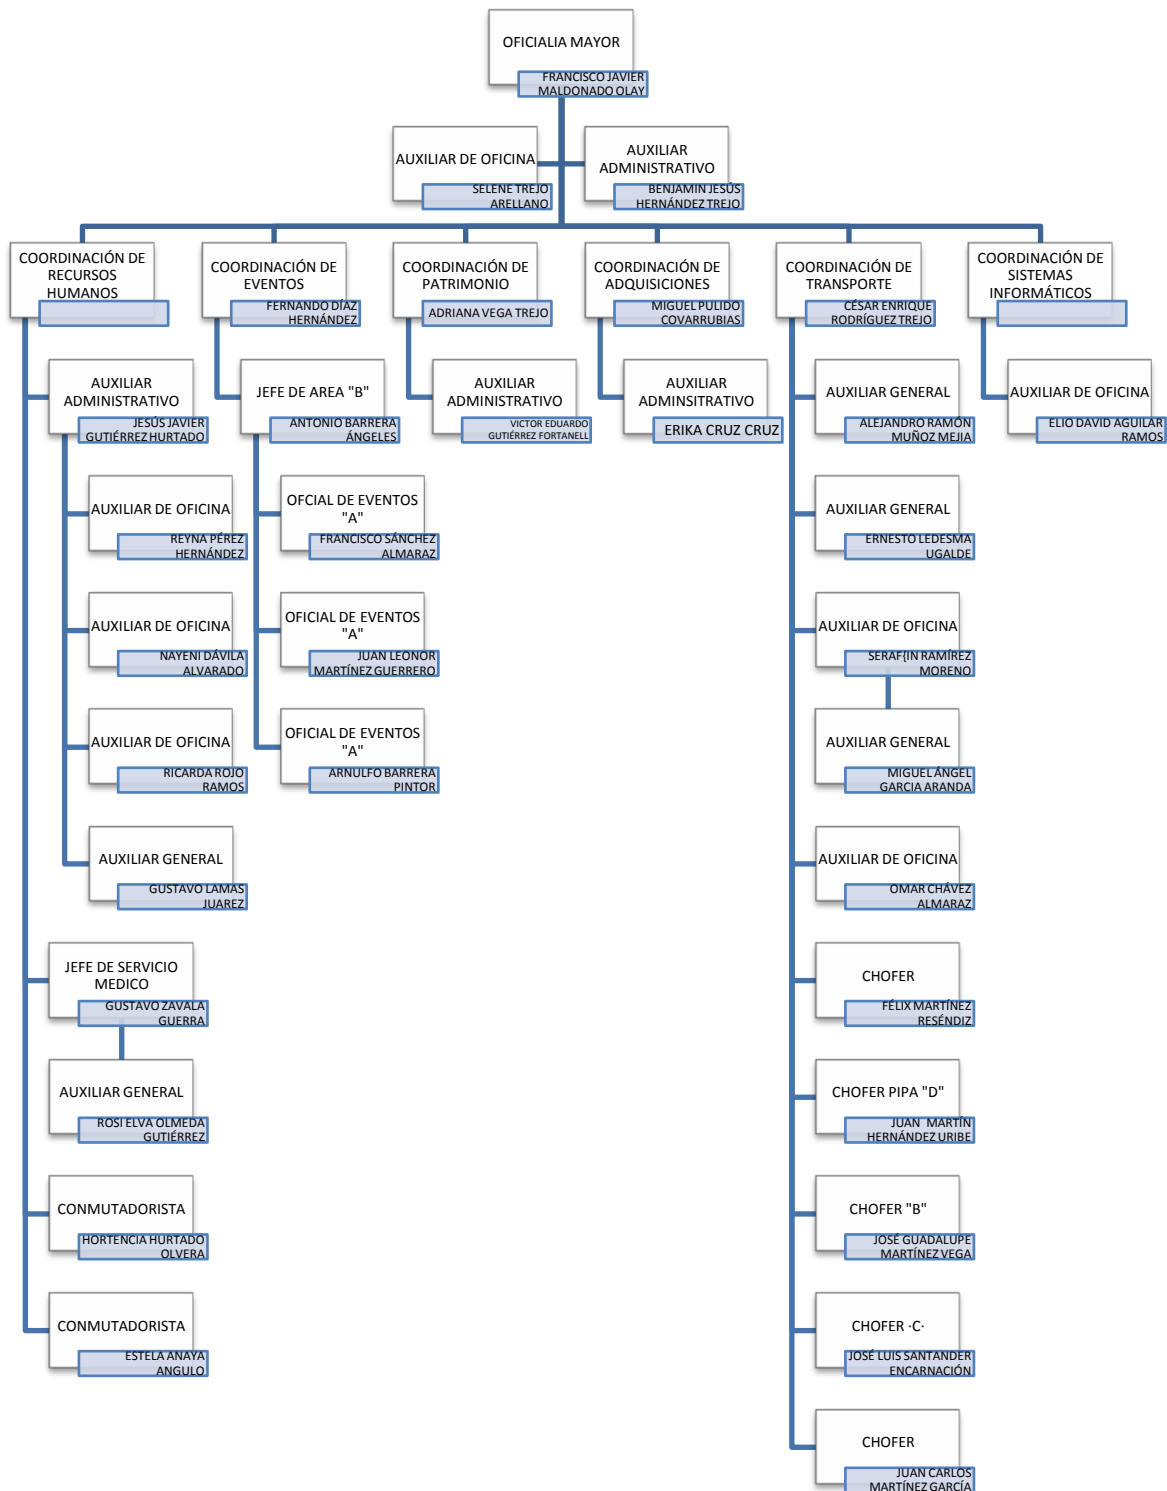 OFICIALIA MAYOR
FRANCISCO JAVIER
MALDONADO OLAY
AUXILIAR DE OFICINA
SELENE TREJO
ARELLANO
AUXILIAR
ADMINISTRATIVO
BENJAMIN JESÚS
HERNÁNDEZ TREJO
COORDINACIÓN DE
RECURSOS
HUMANOS
COORDINACIÓN DE
EVENTOS
FERNANDO DÍAZ
HERNÁNDEZ
COORDINACIÓN DE
PATRIMONIO
ADRIANA VEGA TREJO
COORDINACIÓN DE
ADQUISICIONES
MIGUEL PULIDO
COVARRUBIAS
COORDINACIÓN DE
TRANSPORTE
CÉSAR ENRIQUE
RODRÍGUEZ TREJO
COORDINACIÓN DE
SISTEMAS
INFORMÁTICOS
AUXILIAR
ADMINISTRATIVO
JESÚS JAVIER
GUTIÉRREZ HURTADO
AUXILIAR DE OFICINA
REYNA PÉREZ
HERNÁNDEZ
AUXILIAR DE OFICINA
NAYENI DÁVILA
ALVARADO
AUXILIAR DE OFICINA
RICARDA ROJO
RAMOS
AUXILIAR GENERAL
GUSTAVO LAMAS
JUAREZ
JEFE DE SERVICIO
MEDICO
GUSTAVO ZAVALA
GUERRA
AUXILIAR GENERAL
ROSI ELVA OLMEDA
GUTIÉRREZ
CONMUTADORISTA
HORTENCIA HURTADO
OLVERA
CONMUTADORISTA
ESTELA ANAYA
ANGULO
JEFE DE AREA "B"
ANTONIO BARRERA
ÁNGELES
OFCIAL DE EVENTOS
"A"
FRANCISCO SÁNCHEZ
ALMARAZ
OFICIAL DE EVENTOS
"A"
JUAN LEONOR
MARTÍNEZ GUERRERO
OFICIAL DE EVENTOS
"A"
ARNULFO BARRERA
PINTOR
AUXILIAR
ADMINISTRATIVO
VICTOR EDUARDO
GUTIÉRREZ FORTANELL
AUXILIAR
ADMINSITRATIVO
ERIKA CRUZ CRUZ
AUXILIAR GENERAL
ALEJANDRO RAMÓN
MUÑOZ MEJIA
AUXILIAR GENERAL
ERNESTO LEDESMA
UGALDE
AUXILIAR DE OFICINA
SERAF{IN RAMÍREZ
MORENO
AUXILIAR GENERAL
MIGUEL ÁNGEL
GARCIA ARANDA
AUXILIAR DE OFICINA
OMAR CHÁVEZ
ALMARAZ
CHOFER
FÉLIX MARTÍNEZ
RESÉNDIZ
CHOFER PIPA "D"
JUAN MARTÍN
HERNÁNDEZ URIBE
CHOFER "B"
JOSÉ GUADALUPE
MARTÍNEZ VEGA
CHOFER ·C·
JOSÉ LUIS SANTANDER
ENCARNACIÓN
CHOFER
JUAN CARLOS
MARTÍNEZ GARCÍA
AUXILIAR DE OFICINA
ELIO DAVID AGUILAR
RAMOS